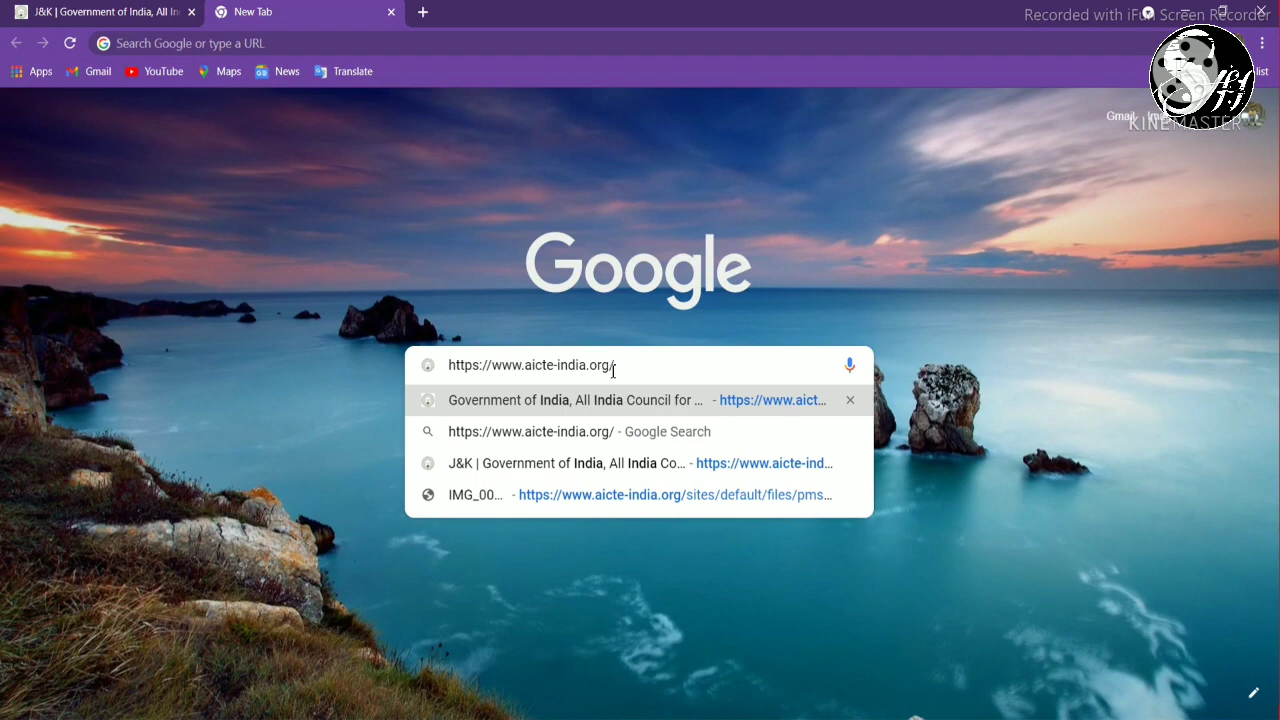 J&K | Government of India, All In
New Tab
Recorded with iFun Screen Recorder
Search Google or type a URL
Apps
Gmail
YouTube
Maps
News
Translate
list
Gmail
KINEMASTER
Google
https://www.aicte-india.org/
Government of India, All India Council for ... - https://www.aict...
https://www.aicte-india.org/ - Google Search
J&K | Government of India, All India Co... - https://www.aicte-ind...
IMG_00... - https://www.aicte-india.org/sites/default/files/pms...